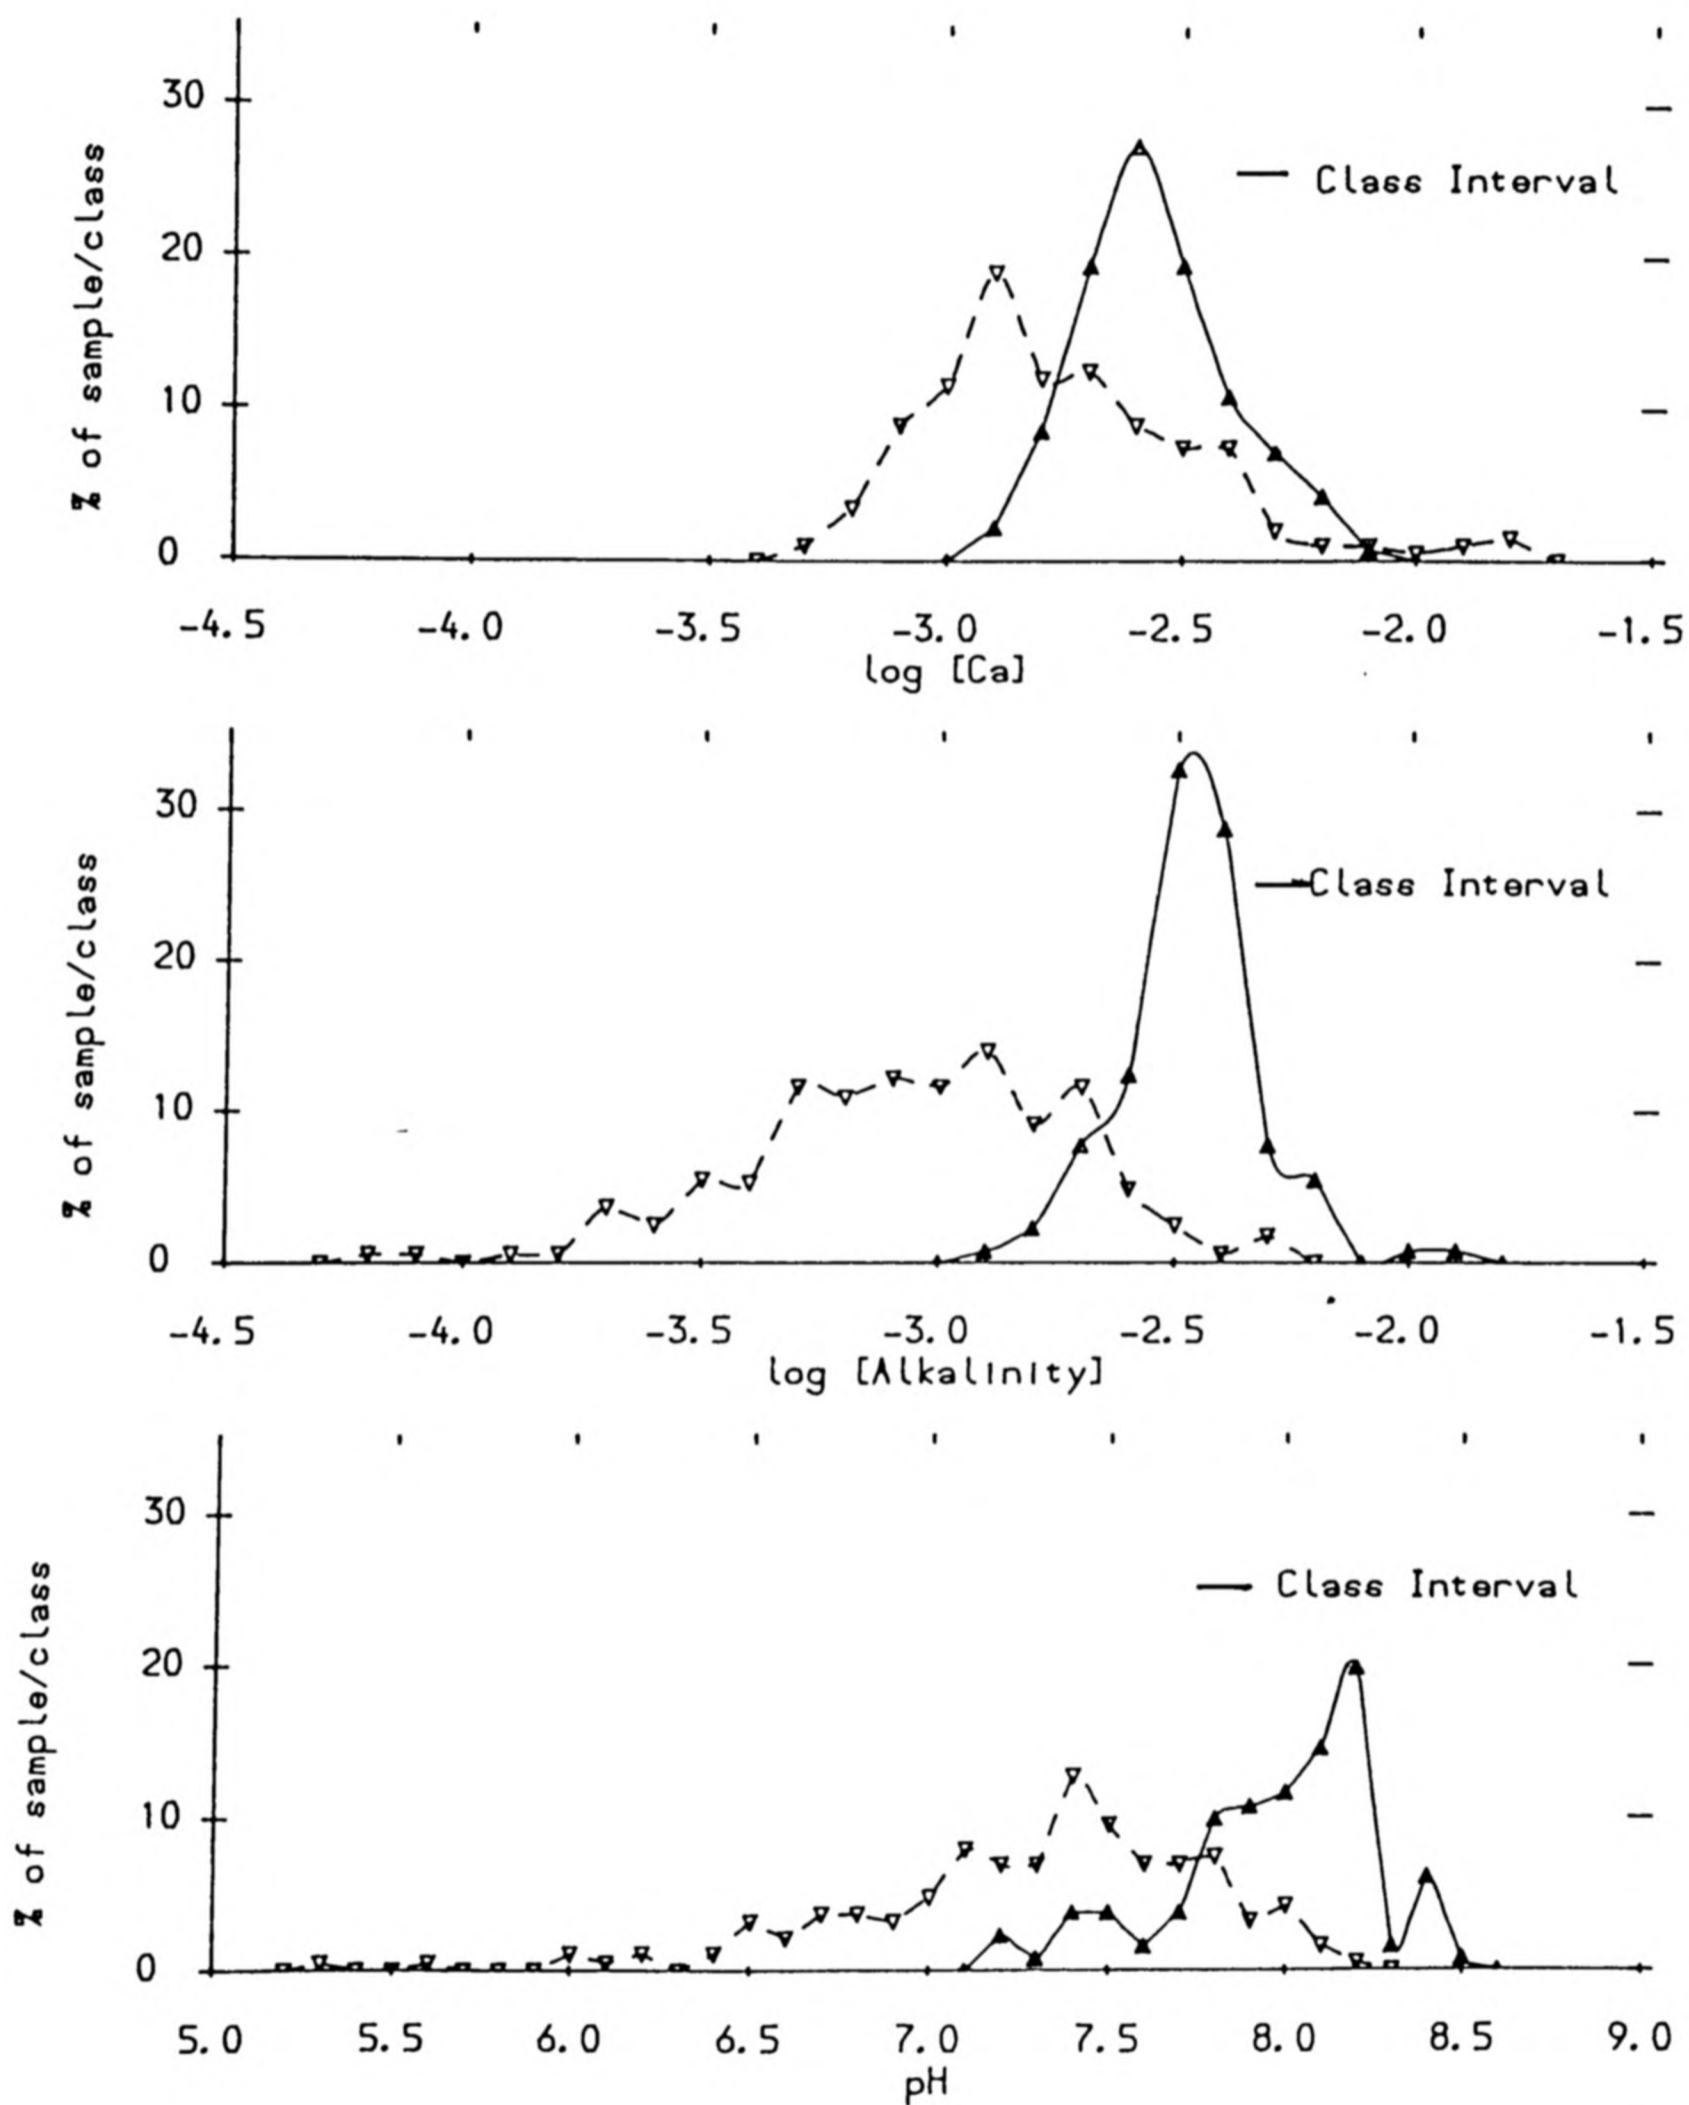 % of sample/class
30
20
10
0
Class Interval
-4.5 -4.0 -3.5 -3.0 -2.5 -2.0 -1.5
log [Ca]
% of sample/class
30
20
10
0
Class Interval
-4.5 -4.0 -3.5 -3.0 -2.5 -2.0 -1.5
log [Alkalinity]
% of sample/class
30
20
10
0
Class Interval
5.0 5.5 6.0 6.5 7.0 7.5 8.0 8.5 9.0
pH